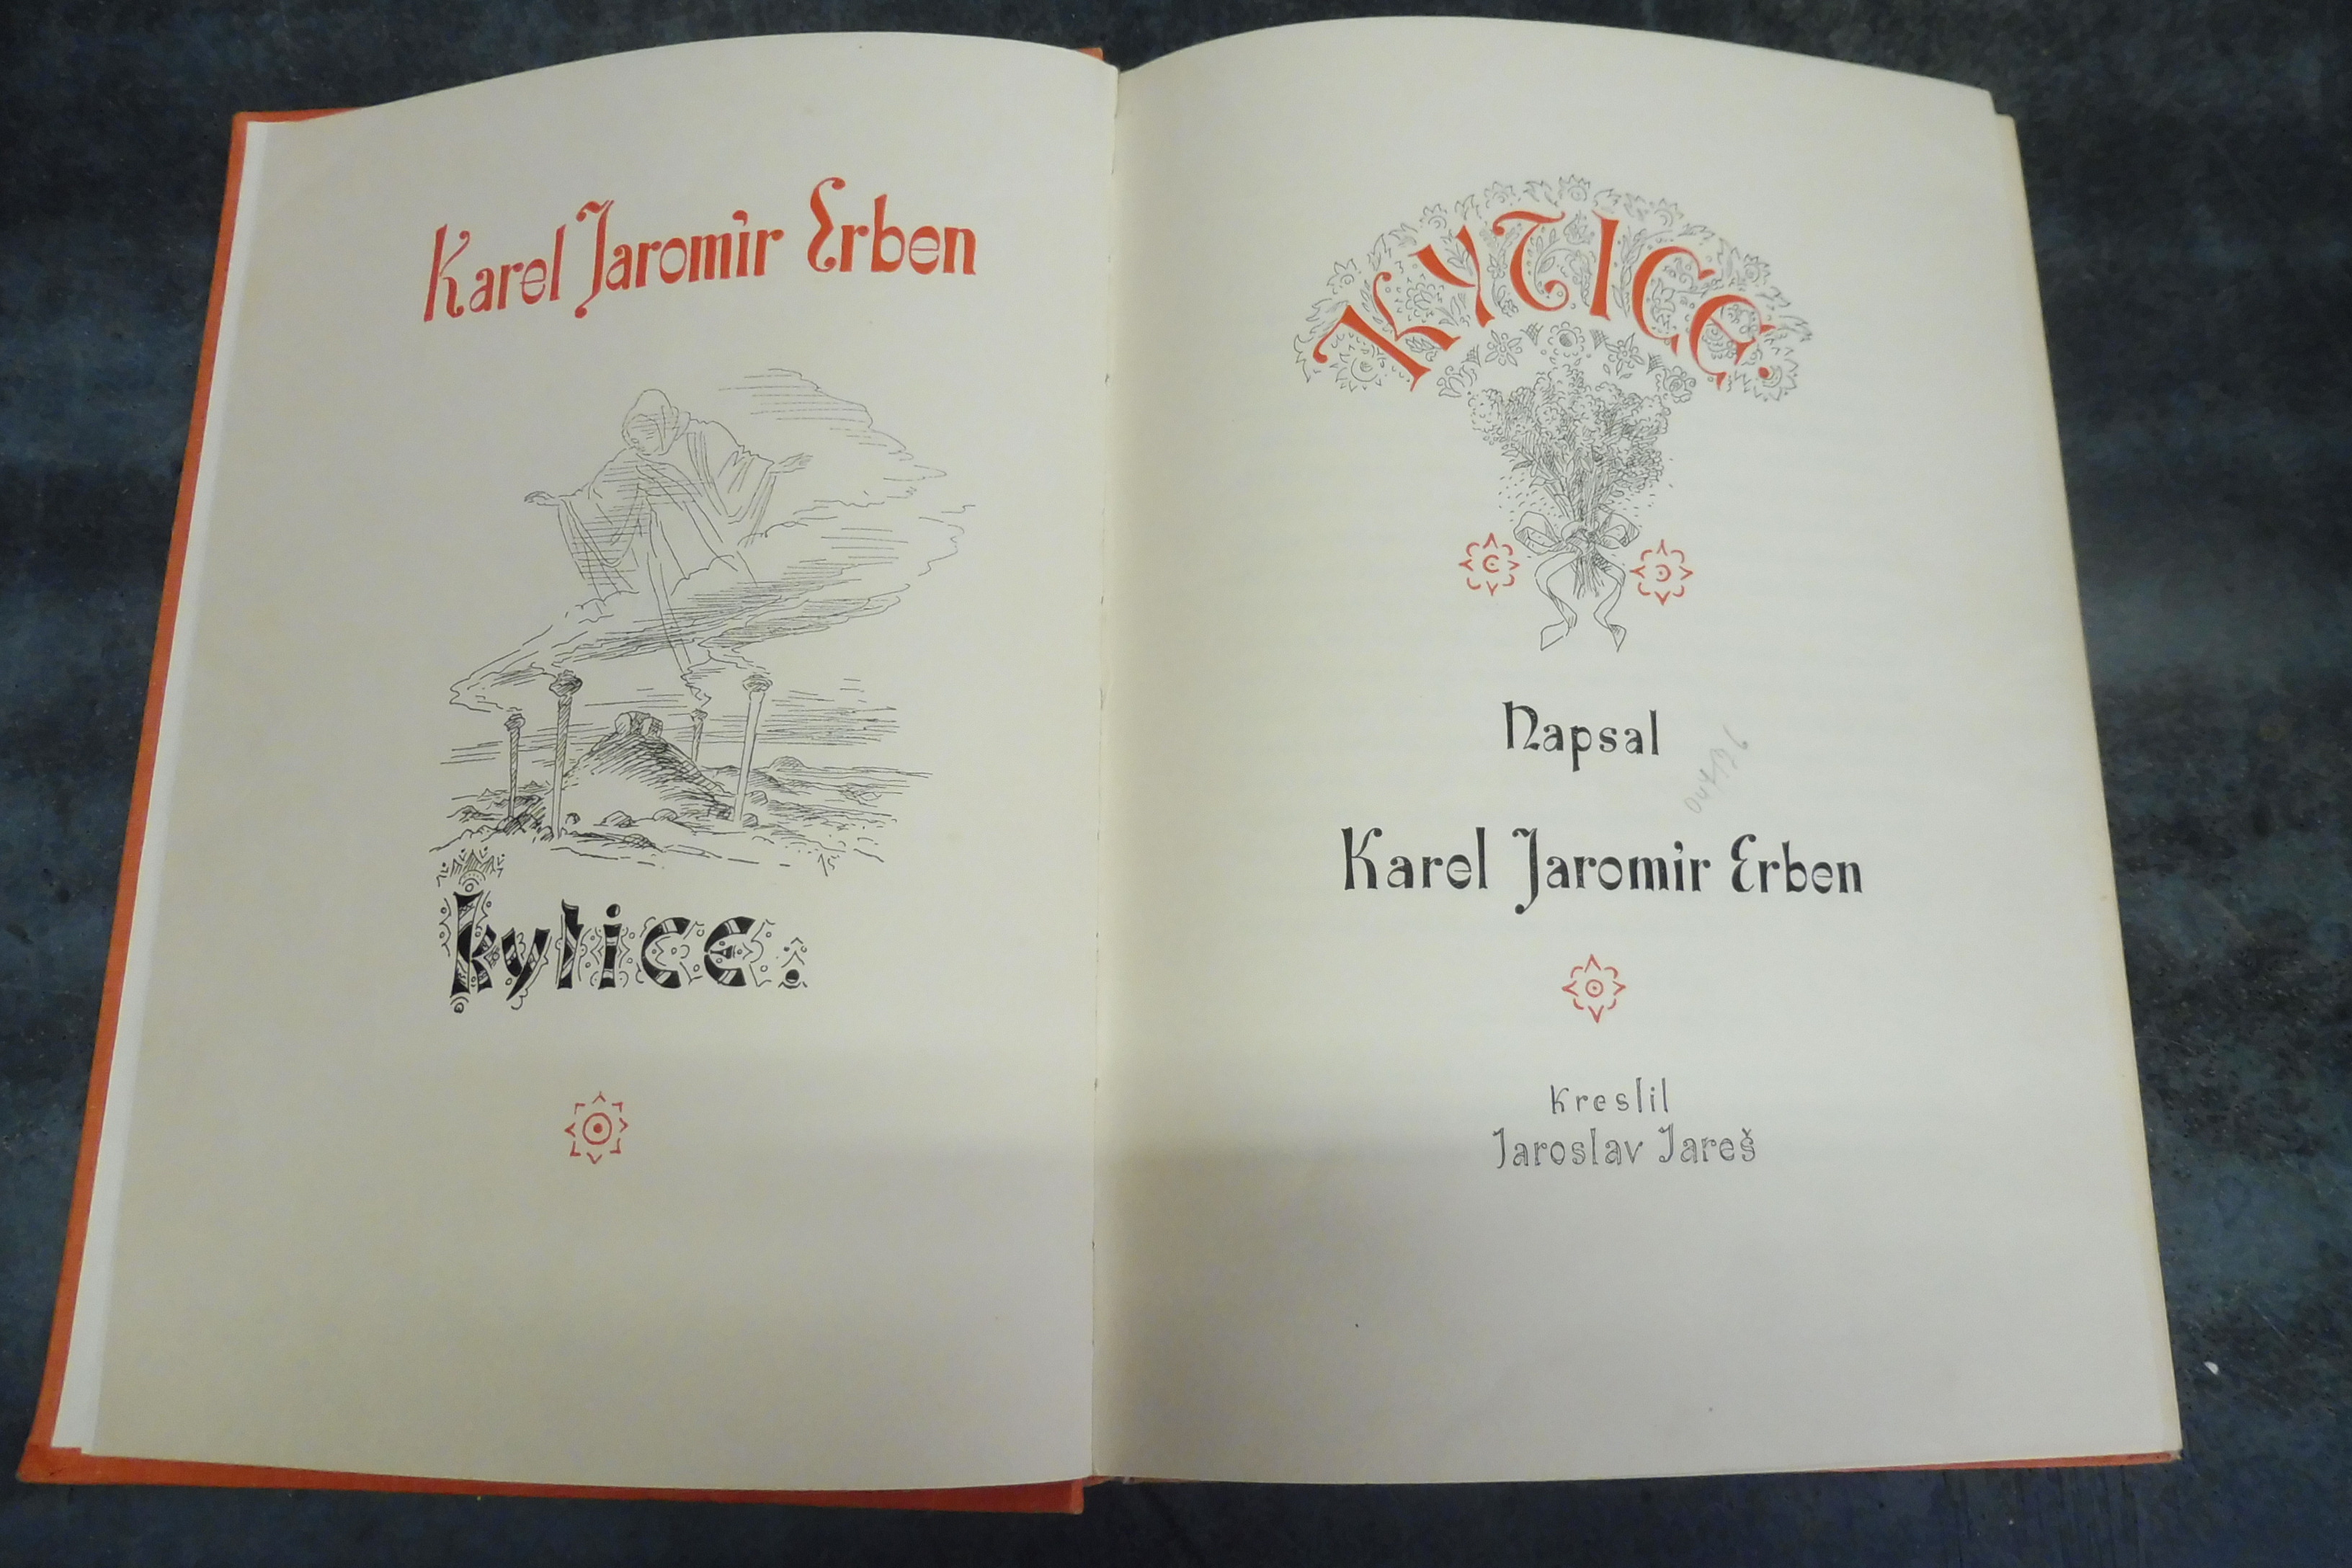 Karel Jaromír Erben
kytice.
KYTICE.
Napsal
Karel Jaromír Erben
Kreslil
Jaroslav Jareš